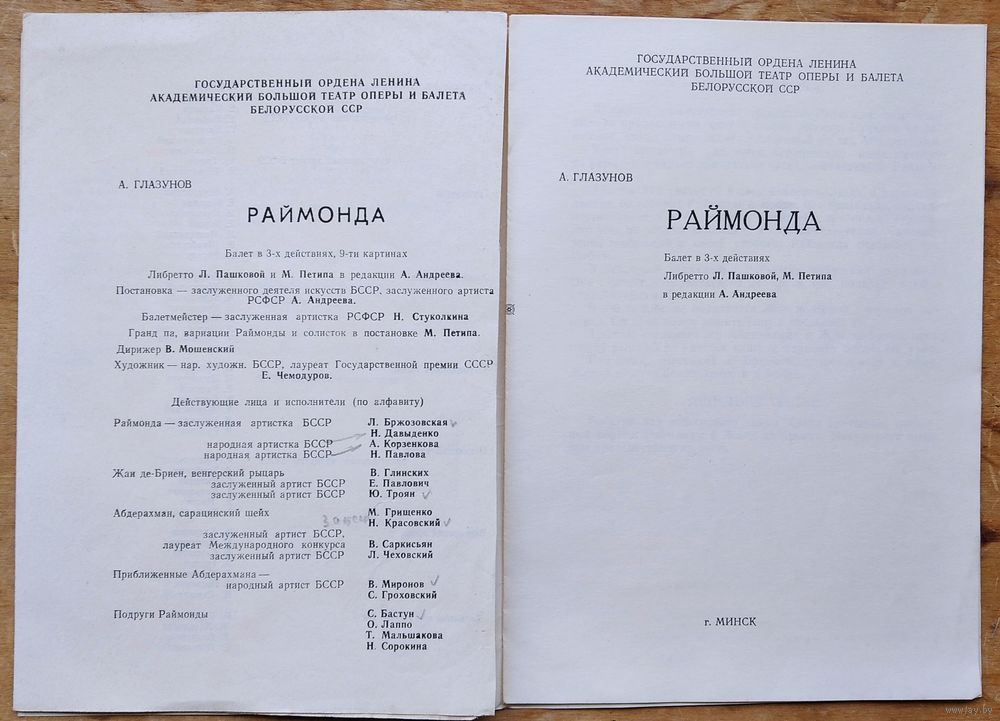 ГОСУДАРСТВЕННЫЙ ОРДЕНА ЛЕНИНА
АКАДЕМИЧЕСКИЙ БОЛЬШОЙ ТЕАТР ОПЕРЫ И БАЛЕТА
БЕЛОРУССКОЙ ССР
А. ГЛАЗУНОВ
РАЙМОНДА
Балет в 3-х действиях, 9-ти картинах
Либретто Л. Пашковой и М. Петипа в редакции А. Андреева.
Постановка — заслуженного деятеля искусств БССР, заслуженного артиста
РСФСР А. Андреева.
Балетмейстер — заслуженная артистка РСФСР Н. Стуколкина
Гранд па, вариации Раймонды и солисток в постановке М. Петипа.
Дирижер В. Мошенский
Художник — нар. художн. БССР, лауреат Государственной премии СССР
Е. Чемодуров.
Действующие лица и исполнители (по алфавиту)
Раймонда — заслуженная артистка БССР Л. Бржозовская
Н. Давыденко
народная артистка БССР А. Корзенкова
народная артистка БССР Н. Павлова
Жан де-Бриен, венгерский рыцарь В. Глинских
заслуженный артист БССР Е. Павлович
заслуженный артист БССР Ю. Троян
Абдерахман, сарацинский шейх М. Грищенко
Н. Красовский
заслуженный артист БССР,
лауреат Международного конкурса В. Саркисьян
заслуженный артист БССР Л. Чеховский
Приближенные Абдерахмана —
народный артист БССР В. Миронов
С. Гроховский
Подруги Раймонды С. Бастун
О. Лаппо
Т. Мальшакова
Н. Сорокина
ГОСУДАРСТВЕННЫЙ ОРДЕНА ЛЕНИНА
АКАДЕМИЧЕСКИЙ БОЛЬШОЙ ТЕАТР ОПЕРЫ И БАЛЕТА
БЕЛОРУССКОЙ ССР
А. ГЛАЗУНОВ
РАЙМОНДА
Балет в 3-х действиях
Либретто Л. Пашковой, М. Петипа
в редакции А. Андреева
г. МИНСК
www.ay.by